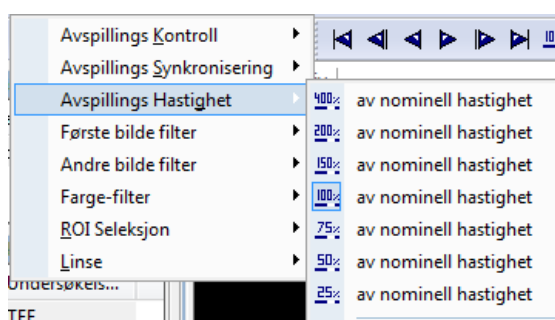 Avspillings Kontroll
Avspillings Synkronisering
Avspillings Hastighet
Første bilde filter
Andre bilde filter
Farge-filter
ROI Seleksjon
Linse
400% av nominell hastighet
200% av nominell hastighet
150% av nominell hastighet
100% av nominell hastighet
75% av nominell hastighet
50% av nominell hastighet
25% av nominell hastighet
Undersøkels...
TEE